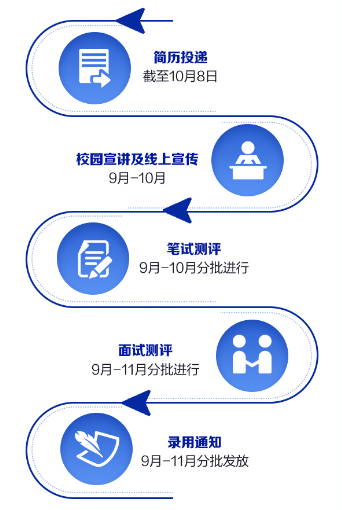 简历投递
截至10月8日
校园宣讲及线上宣传
9月-10月
笔试测评
9月-10月分批进行
面试测评
9月-11月分批进行
录用通知
9月-11月分批发放